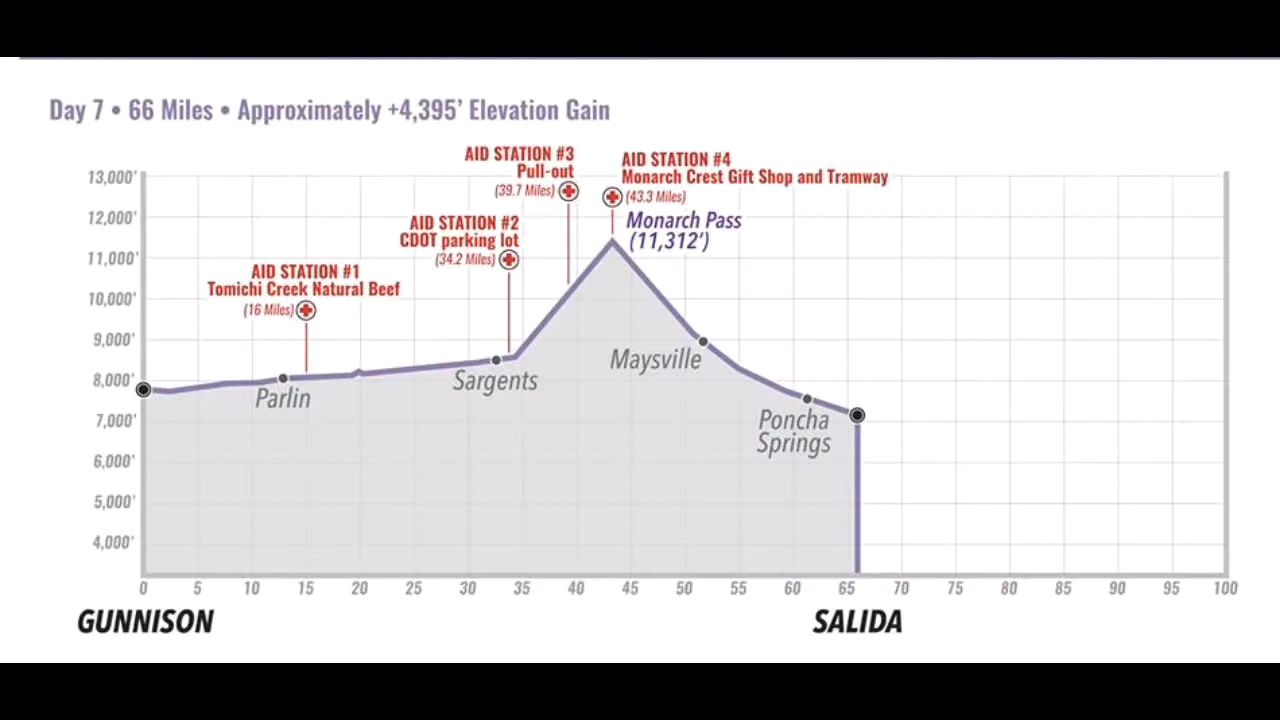 Day 7 • 66 Miles • Approximately +4,395’ Elevation Gain
AID STATION #3
Pull-out
(39.7 Miles)
AID STATION #4
Monarch Crest Gift Shop and Tramway
(43.3 Miles)
Monarch Pass
(11,312’)
AID STATION #2
CDOT parking lot
(34.2 Miles)
AID STATION #1
Tomichi Creek Natural Beef
(16 Miles)
13,000’
12,000’
11,000’
10,000’
9,000’
8,000’
7,000’
6,000’
5,000’
4,000’
Parlin
Sargents
Maysville
Poncha
Springs
0 5 10 15 20 25 30 35 40 45 50 55 60 65 70 75 80 85 90 95 100
GUNNISON
SALIDA